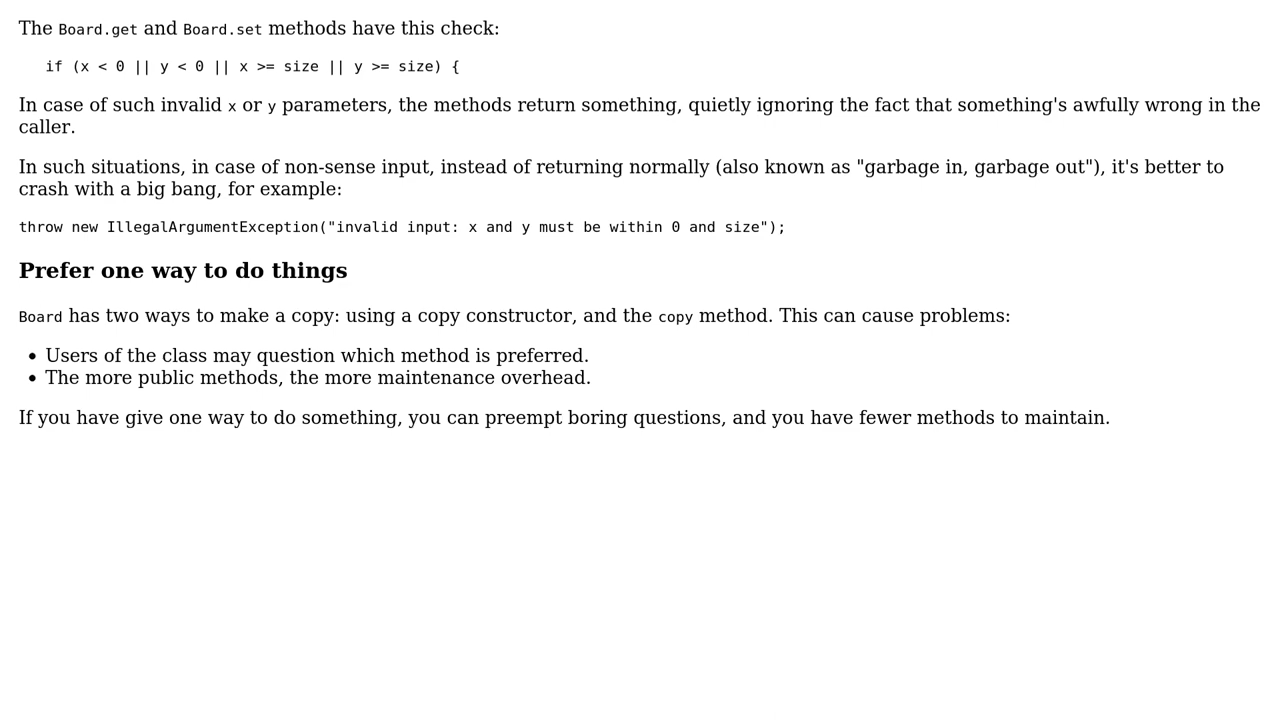 The Board.get and Board.set methods have this check:
if (x < 0 || y < 0 || x >= size || y >= size) {
In case of such invalid x or y parameters, the methods return something, quietly ignoring the fact that something's awfully wrong in the
caller.
In such situations, in case of non-sense input, instead of returning normally (also known as "garbage in, garbage out"), it's better to
crash with a big bang, for example:
throw new IllegalArgumentException("invalid input: x and y must be within 0 and size");
Prefer one way to do things
Board has two ways to make a copy: using a copy constructor, and the copy method. This can cause problems:
• Users of the class may question which method is preferred.
• The more public methods, the more maintenance overhead.
If you have give one way to do something, you can preempt boring questions, and you have fewer methods to maintain.